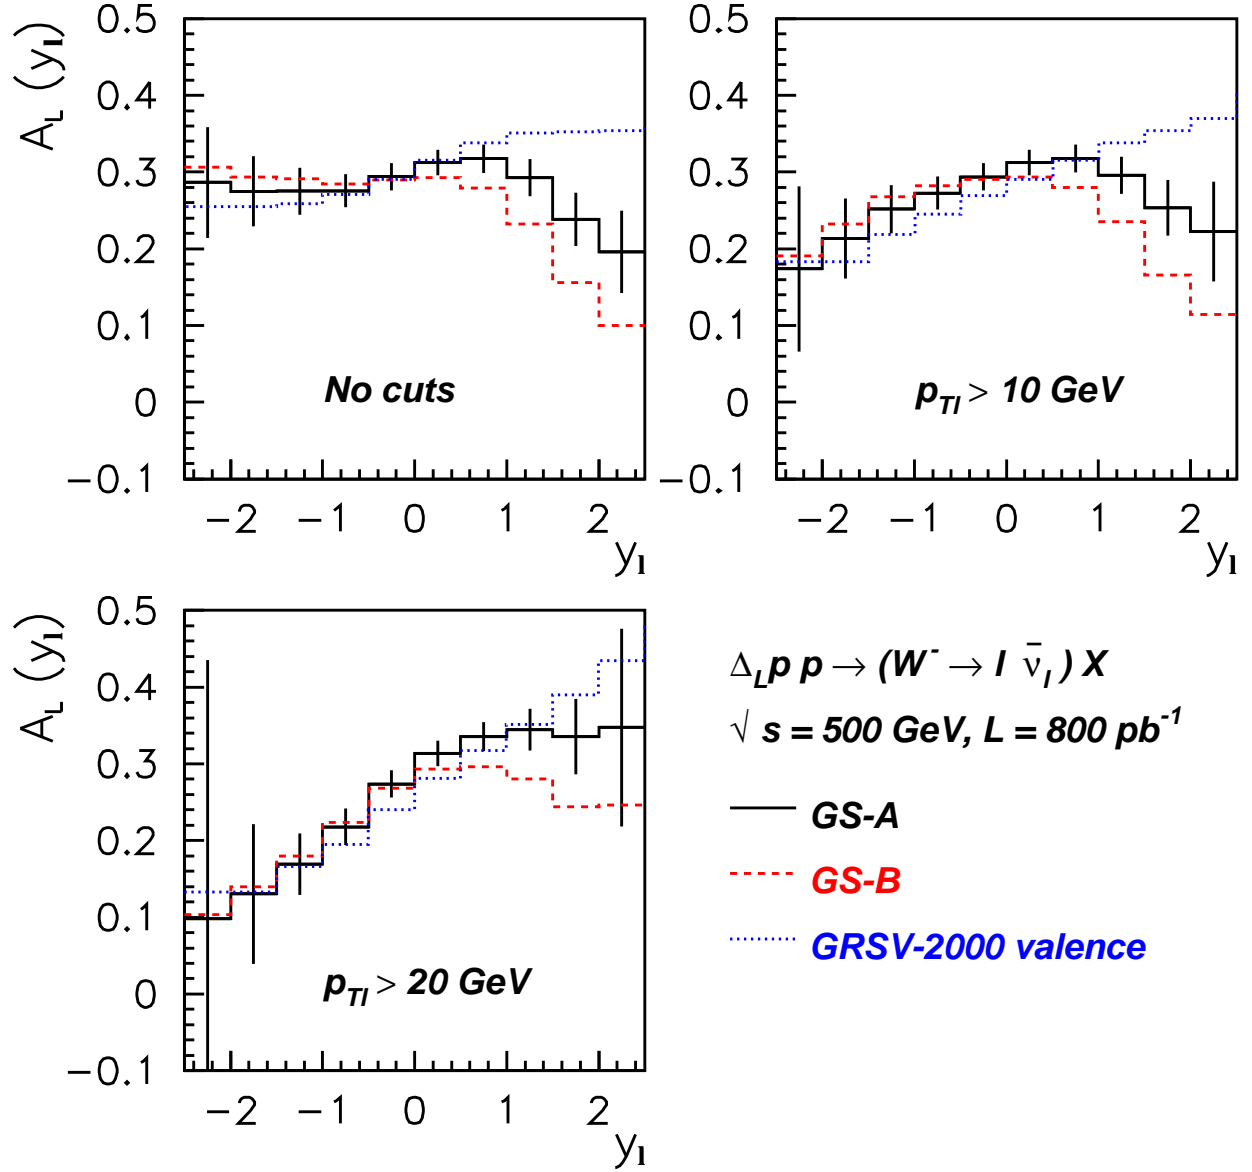 A_L (y_l)
0.5
0.4
0.3
0.2
0.1
0
−0.1
No cuts
−2 −1 0 1 2
y_l
0.5
0.4
0.3
0.2
0.1
0
−0.1
p_Tl > 10 GeV
−2 −1 0 1 2
y_l
A_L (y_l)
0.5
0.4
0.3
0.2
0.1
0
−0.1
p_Tl > 20 GeV
−2 −1 0 1 2
y_l
Δ_L p p → (W⁻ → l ν̄_l ) X
√ s = 500 GeV, L = 800 pb⁻¹
GS-A
GS-B
GRSV-2000 valence